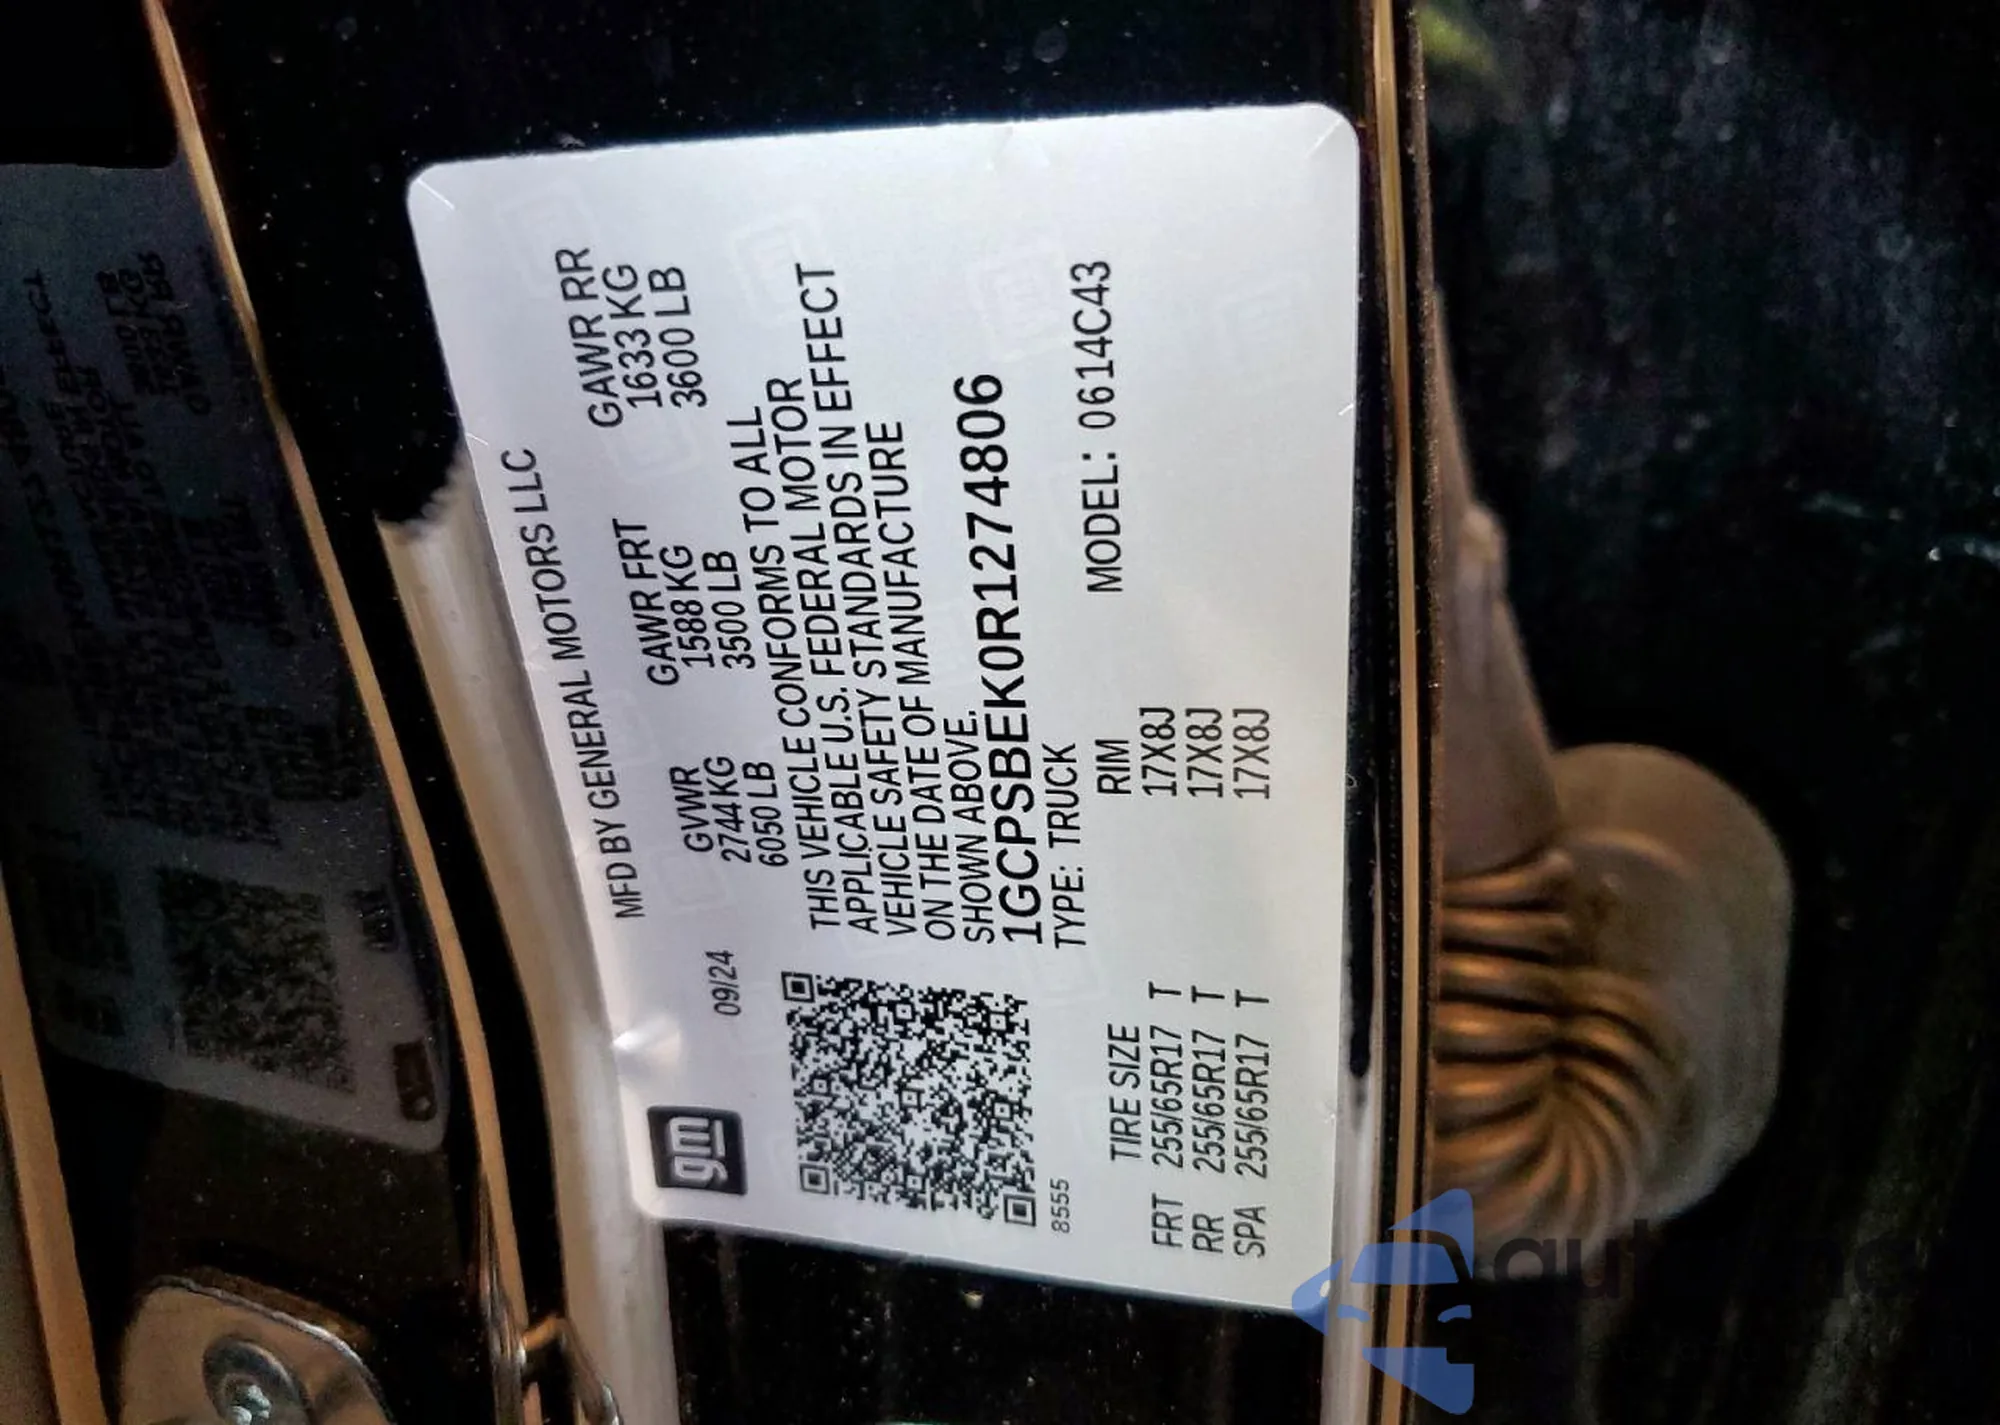 MFD BY GENERAL MOTORS LLC
gm
09/24 GVWR GAWR FRT GAWR RR
2744 KG 1588 KG 1633 KG
6050 LB 3500 LB 3600 LB
THIS VEHICLE CONFORMS TO ALL
APPLICABLE U.S. FEDERAL MOTOR
VEHICLE SAFETY STANDARDS IN EFFECT
ON THE DATE OF MANUFACTURE
SHOWN ABOVE.
1GCPSBEK0R1274806
8555 TYPE: TRUCK MODEL: 0614C43
TIRE SIZE RIM
FRT 255/65R17 T 17X8J
RR 255/65R17 T 17X8J
SPA 255/65R17 T 17X8J